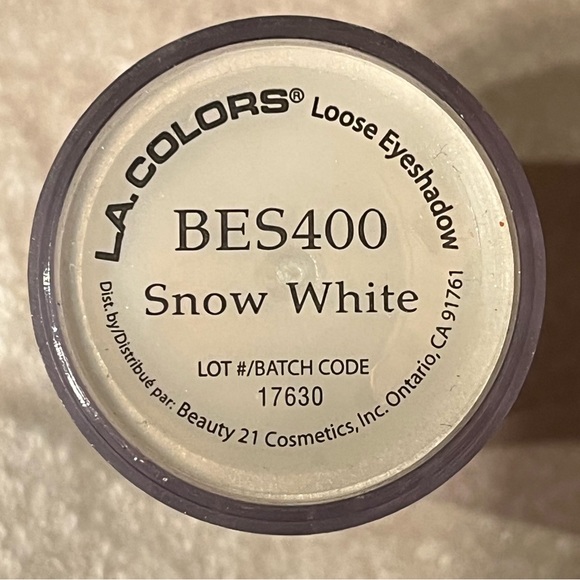 L.A. COLORS® Loose Eyeshadow
BES400
Snow White
LOT #/BATCH CODE
17630
Dist. by/Distribué par: Beauty 21 Cosmetics, Inc. Ontario, CA 91761